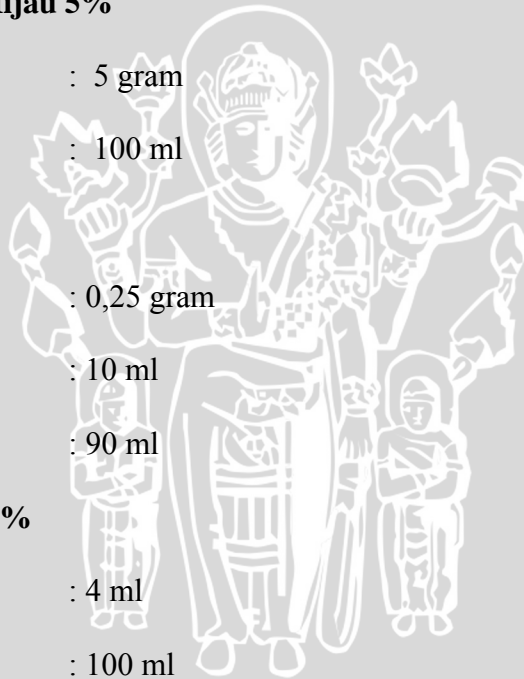 ijau 5%
: 5 gram
: 100 ml
: 0,25 gram
: 10 ml
: 90 ml
%
: 4 ml
: 100 ml